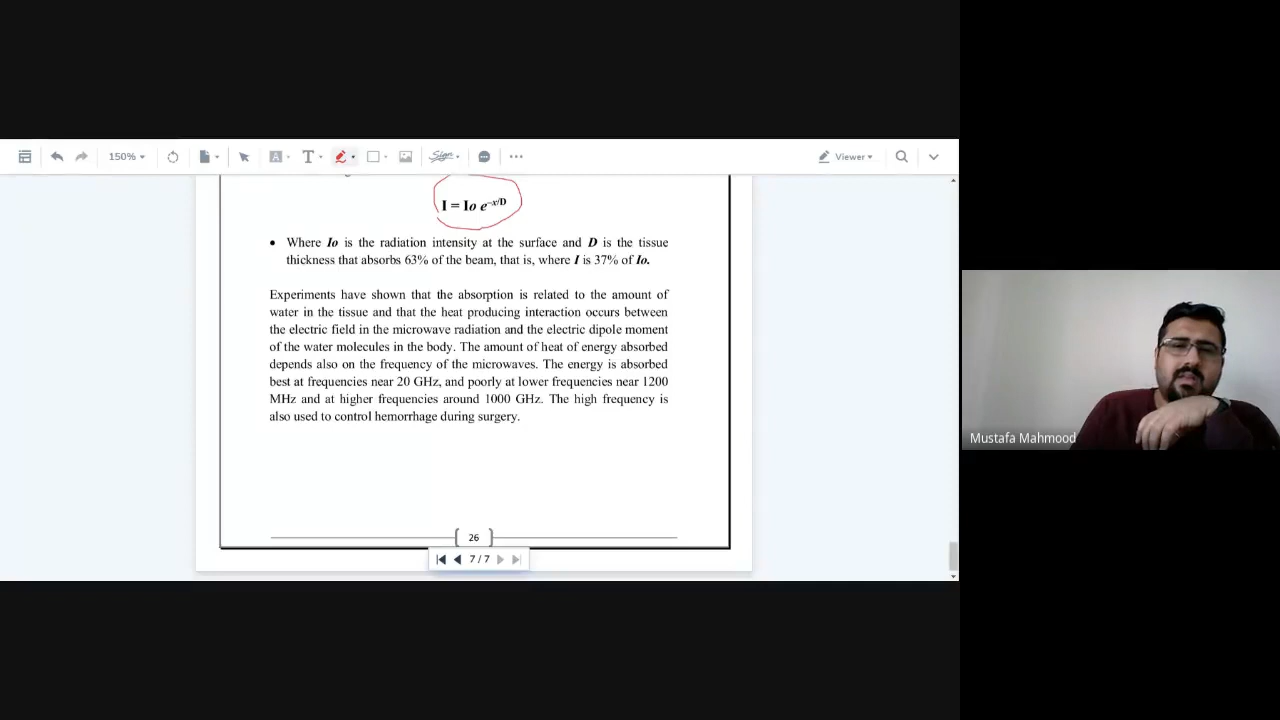 150%
T
Sign
Viewer
I = Io e⁻ˣ/ᴰ
• Where Io is the radiation intensity at the surface and D is the tissue
thickness that absorbs 63% of the beam, that is, where I is 37% of Io.
Experiments have shown that the absorption is related to the amount of
water in the tissue and that the heat producing interaction occurs between
the electric field in the microwave radiation and the electric dipole moment
of the water molecules in the body. The amount of heat of energy absorbed
depends also on the frequency of the microwaves. The energy is absorbed
best at frequencies near 20 GHz, and poorly at lower frequencies near 1200
MHz and at higher frequencies around 1000 GHz. The high frequency is
also used to control hemorrhage during surgery.
26
7 / 7
Mustafa Mahmood